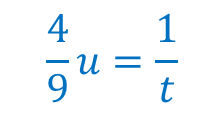 4/9 u = 1/t